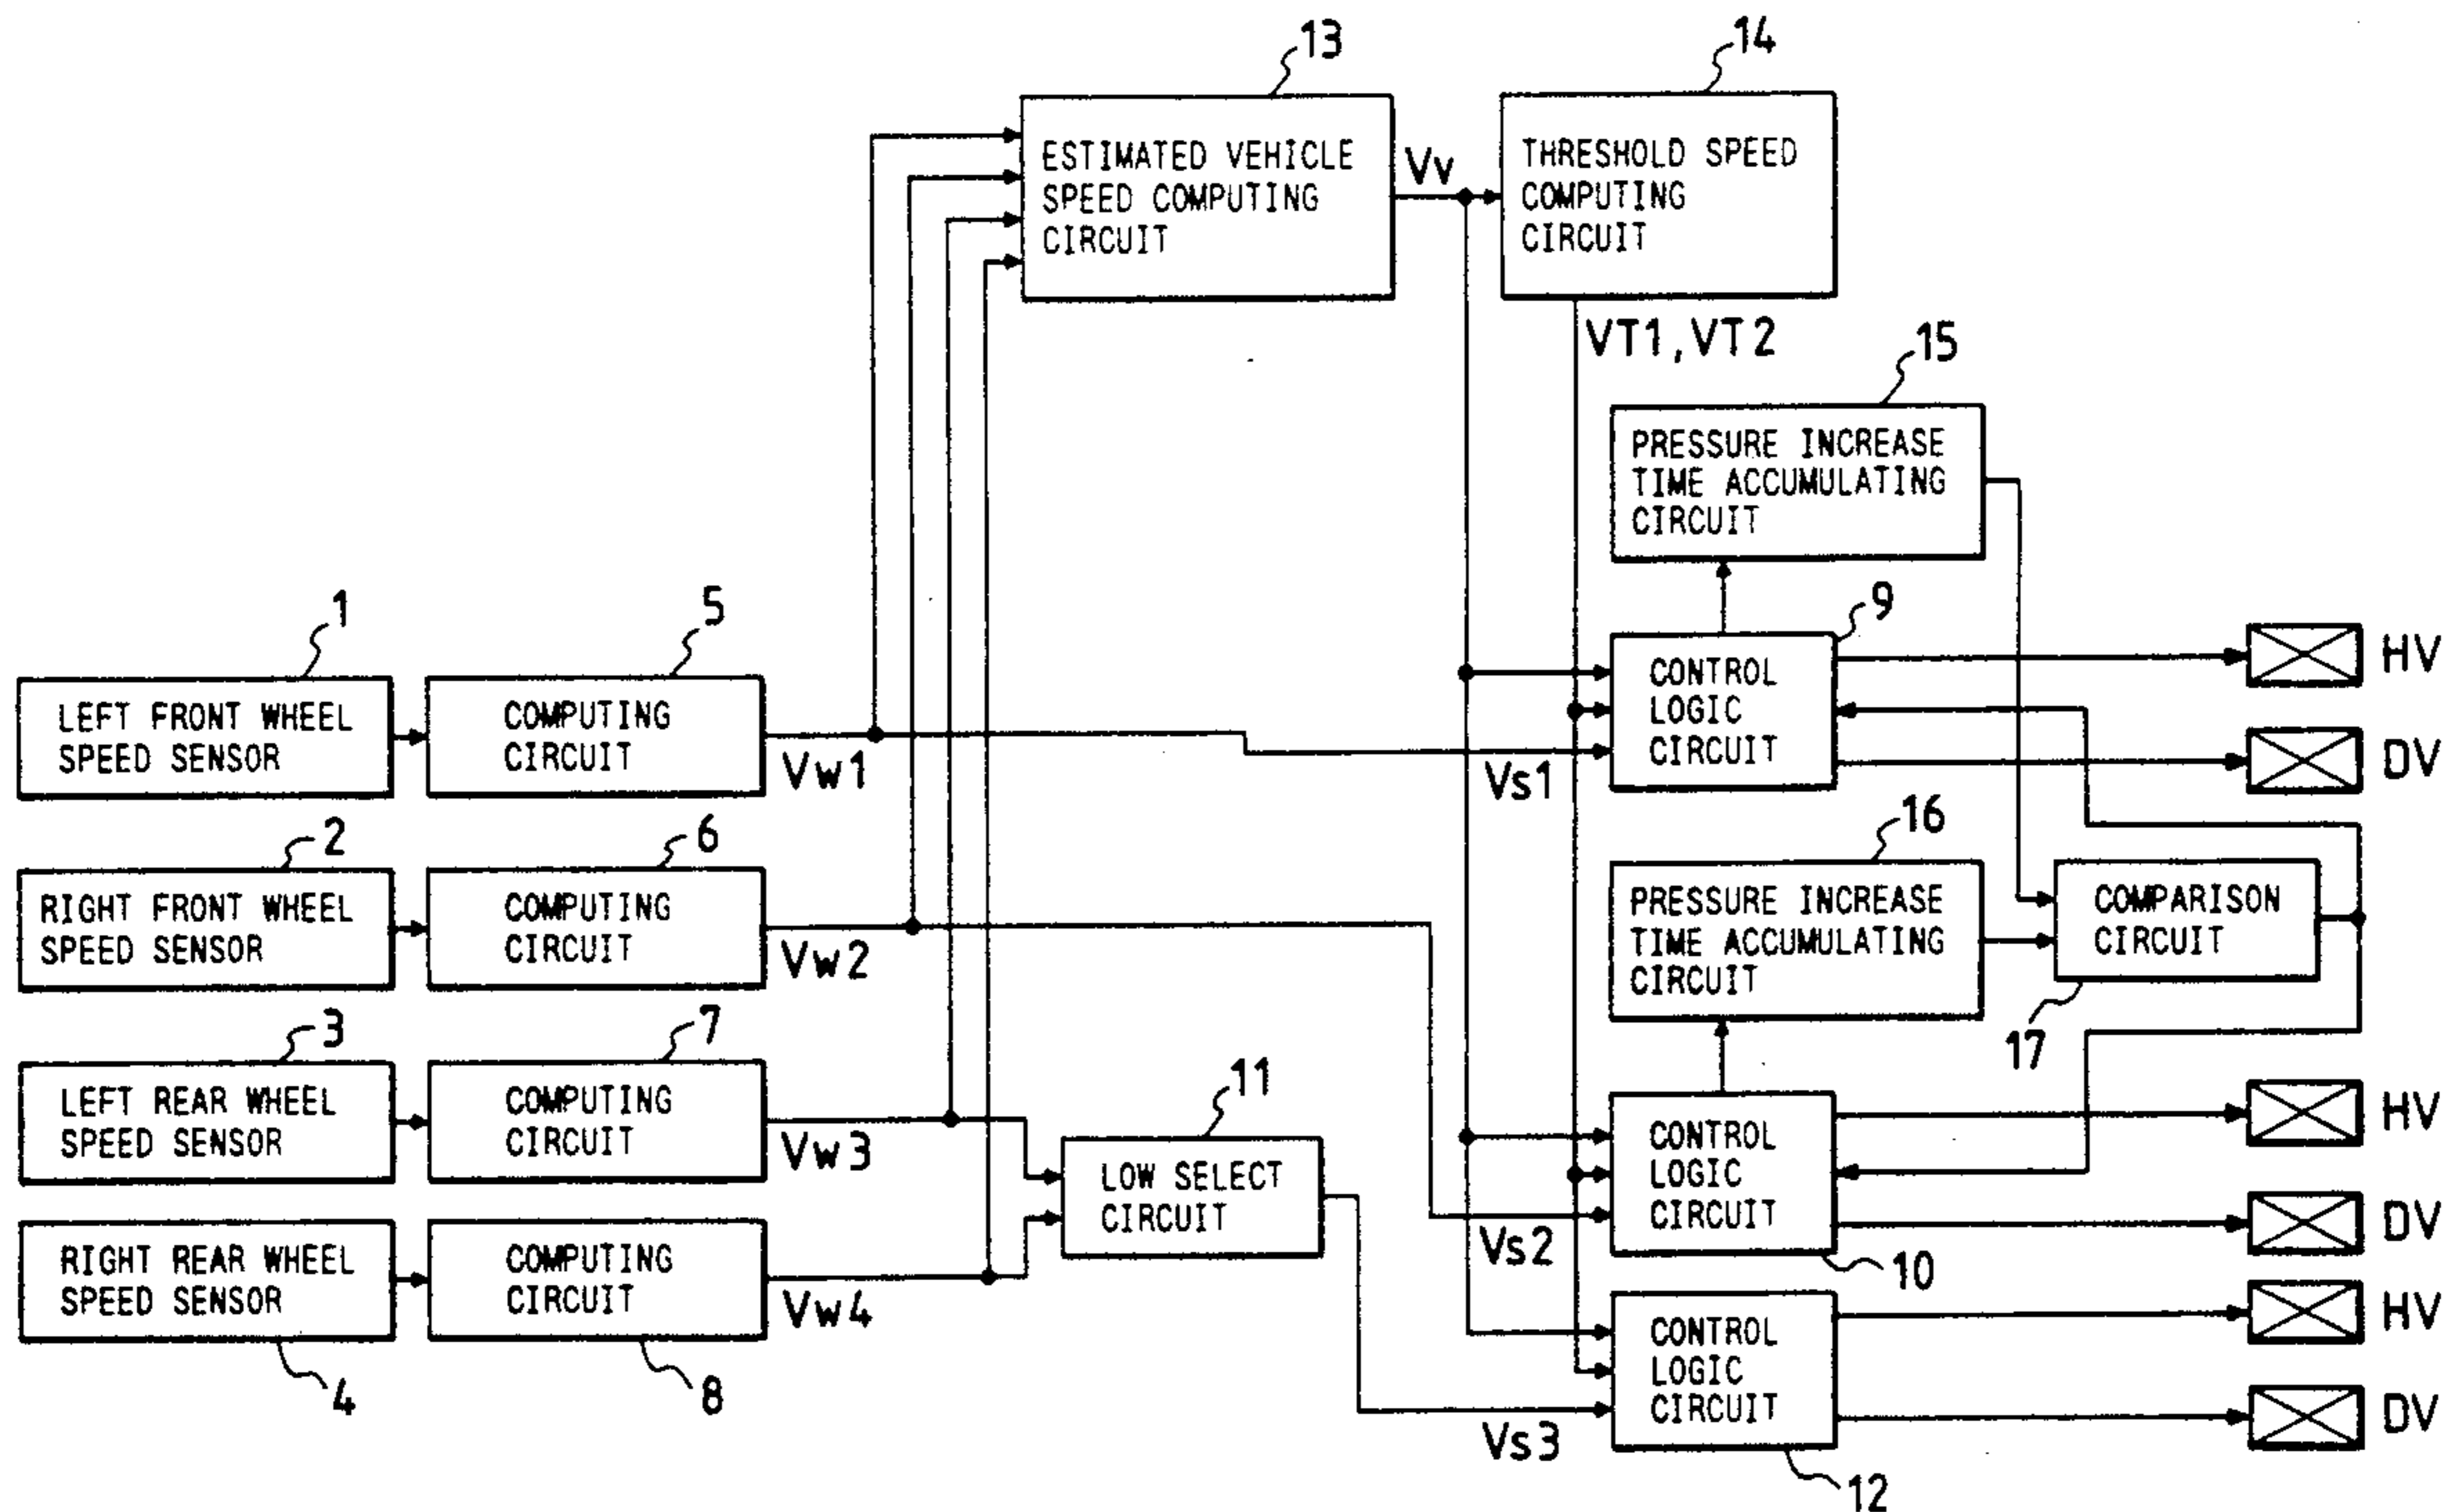 13
14
ESTIMATED VEHICLE
SPEED COMPUTING
CIRCUIT
Vv
THRESHOLD SPEED
COMPUTING
CIRCUIT
VT1, VT2
15
PRESSURE INCREASE
TIME ACCUMULATING
CIRCUIT
1
5
9
LEFT FRONT WHEEL
SPEED SENSOR
COMPUTING
CIRCUIT
Vw1
Vs1
CONTROL
LOGIC
CIRCUIT
HV
DV
2
6
16
RIGHT FRONT WHEEL
SPEED SENSOR
COMPUTING
CIRCUIT
Vw2
PRESSURE INCREASE
TIME ACCUMULATING
CIRCUIT
COMPARISON
CIRCUIT
17
3
7
11
LEFT REAR WHEEL
SPEED SENSOR
COMPUTING
CIRCUIT
Vw3
LOW SELECT
CIRCUIT
Vs2
CONTROL
LOGIC
CIRCUIT
10
HV
DV
RIGHT REAR WHEEL
SPEED SENSOR
4
COMPUTING
CIRCUIT
8
Vw4
Vs3
CONTROL
LOGIC
CIRCUIT
12
HV
DV